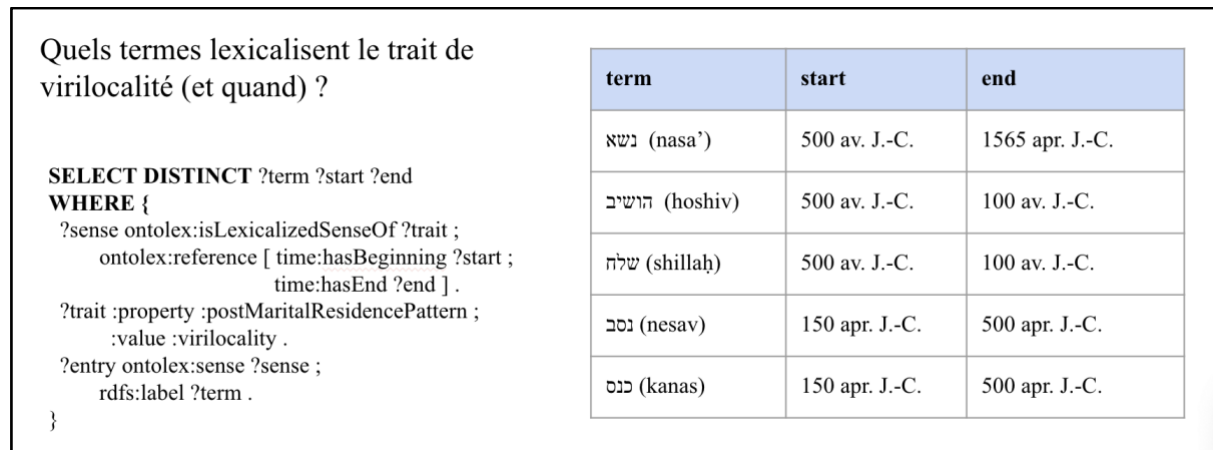 Quels termes lexicalisent le trait de
virilocalité (et quand) ?
SELECT DISTINCT ?term ?start ?end
WHERE {
?sense ontolex:isLexicalizedSenseOf ?trait ;
ontolex:reference [ time:hasBeginning ?start ;
time:hasEnd ?end ] .
?trait :property :postMaritalResidencePattern ;
:value :virilocality .
?entry ontolex:sense ?sense ;
rdfs:label ?term .
}
term start end
נשא (nasa’) 500 av. J.-C. 1565 apr. J.-C.
הושיב (hoshiv) 500 av. J.-C. 100 av. J.-C.
שלח (shillaḥ) 500 av. J.-C. 100 av. J.-C.
נסב (nesav) 150 apr. J.-C. 500 apr. J.-C.
כנס (kanas) 150 apr. J.-C. 500 apr. J.-C.